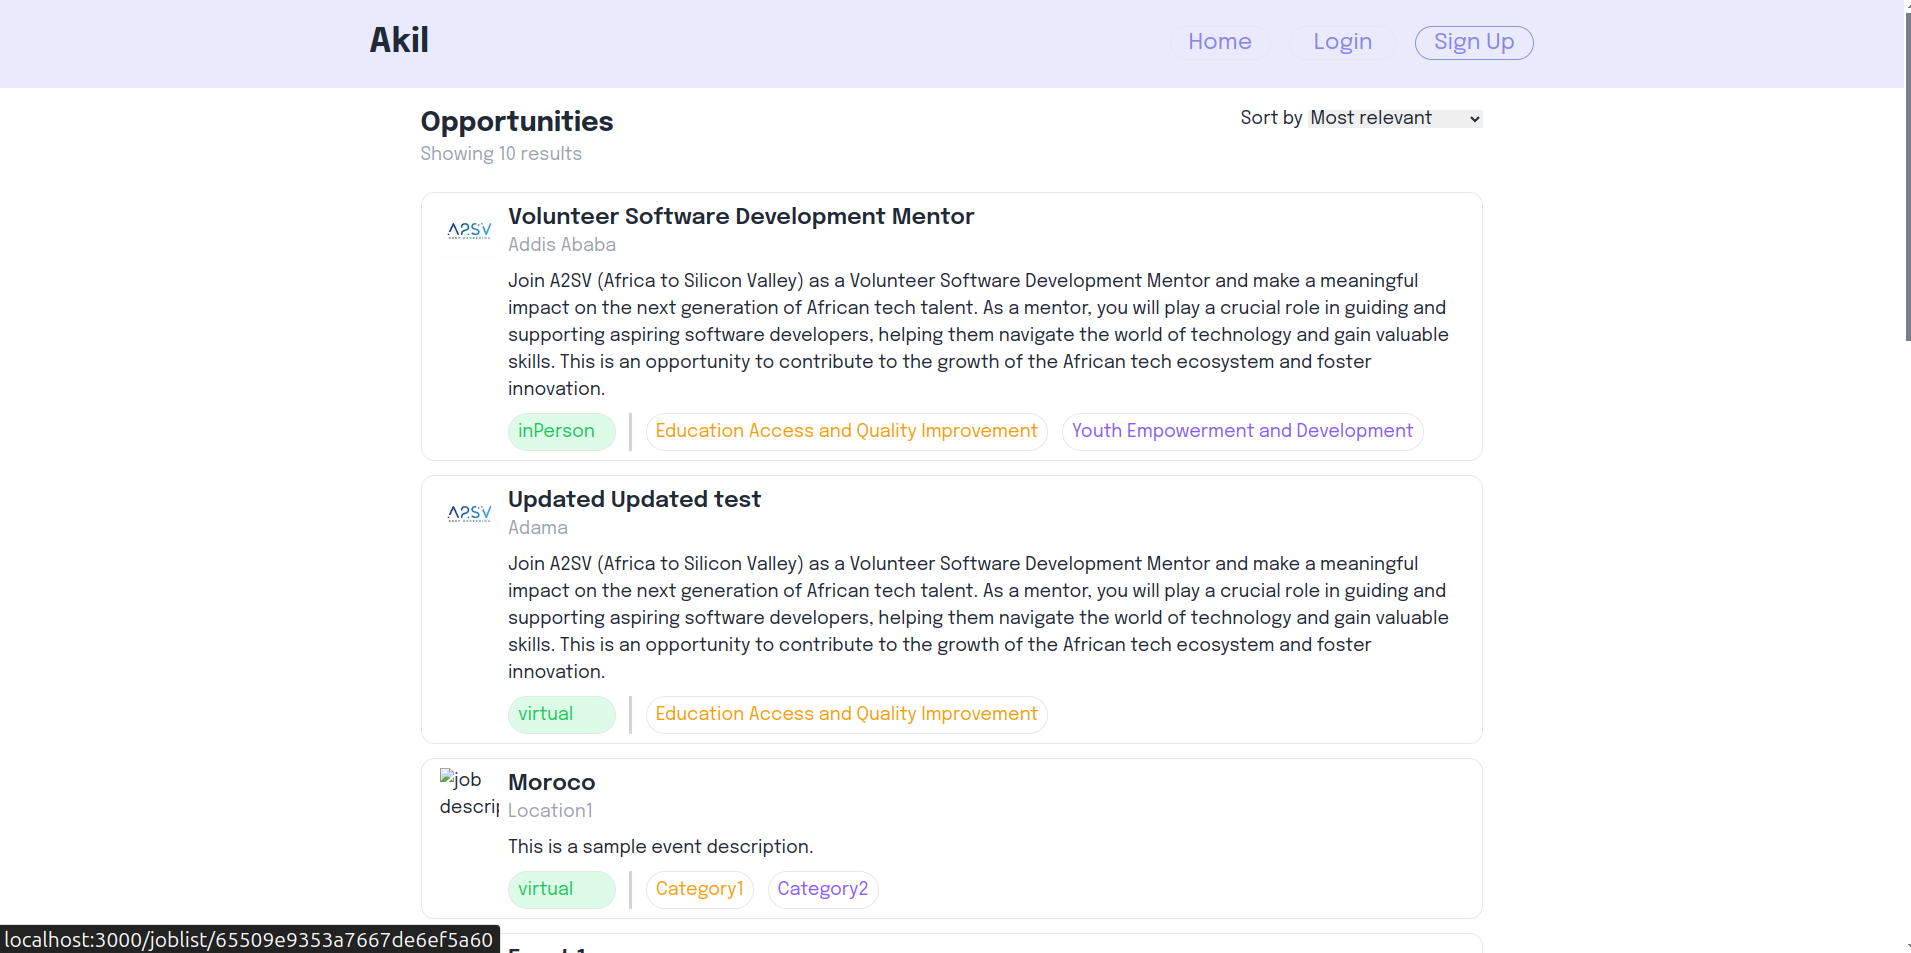 Akil
Home Login Sign Up
Opportunities
Sort by Most relevant
Showing 10 results
A2SV
Volunteer Software Development Mentor
Addis Ababa
Join A2SV (Africa to Silicon Valley) as a Volunteer Software Development Mentor and make a meaningful
impact on the next generation of African tech talent. As a mentor, you will play a crucial role in guiding and
supporting aspiring software developers, helping them navigate the world of technology and gain valuable
skills. This is an opportunity to contribute to the growth of the African tech ecosystem and foster
innovation.
inPerson Education Access and Quality Improvement Youth Empowerment and Development
A2SV
Updated Updated test
Adama
Join A2SV (Africa to Silicon Valley) as a Volunteer Software Development Mentor and make a meaningful
impact on the next generation of African tech talent. As a mentor, you will play a crucial role in guiding and
supporting aspiring software developers, helping them navigate the world of technology and gain valuable
skills. This is an opportunity to contribute to the growth of the African tech ecosystem and foster
innovation.
virtual Education Access and Quality Improvement
job
descrip
Moroco
Location1
This is a sample event description.
virtual Category1 Category2
localhost:3000/joblist/65509e9353a7667de6ef5a60